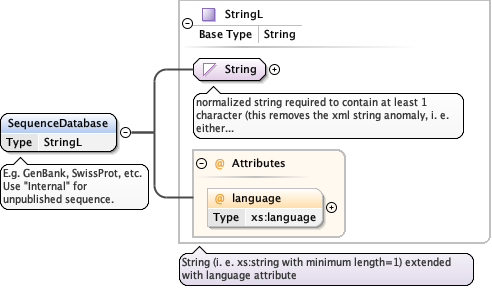 StringL
Base Type String
String
normalized string required to contain at least 1
character (this removes the xml string anomaly, i. e.
either...
SequenceDatabase
Type StringL
E.g. GenBank, SwissProt, etc.
Use "Internal" for
unpublished sequence.
@ Attributes
@ language
Type xs:language
String (i. e. xs:string with minimum length=1) extended
with language attribute